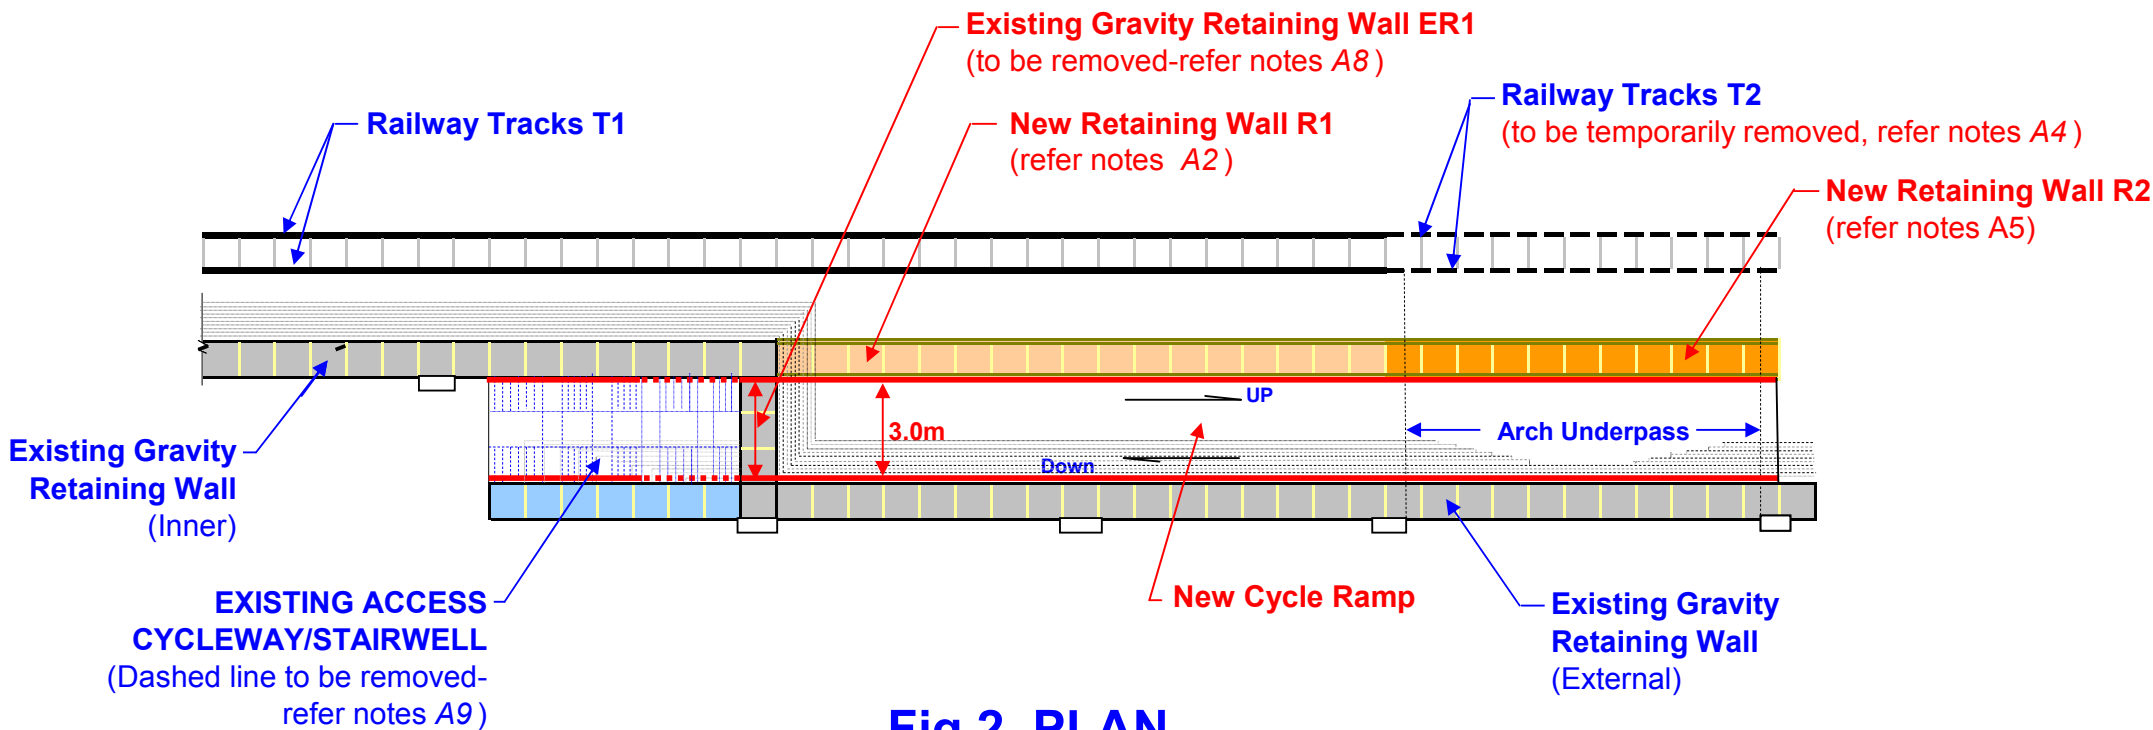 Existing Gravity Retaining Wall ER1
(to be removed-refer notes A8 )
Railway Tracks T1
New Retaining Wall R1
(refer notes A2 )
Railway Tracks T2
(to be temporarily removed, refer notes A4 )
New Retaining Wall R2
(refer notes A5)
UP
3.0m
Arch Underpass
Down
Existing Gravity
Retaining Wall
(Inner)
EXISTING ACCESS
CYCLEWAY/STAIRWELL
(Dashed line to be removed-
refer notes A9 )
New Cycle Ramp
Existing Gravity
Retaining Wall
(External)
Fig 2 PLAN